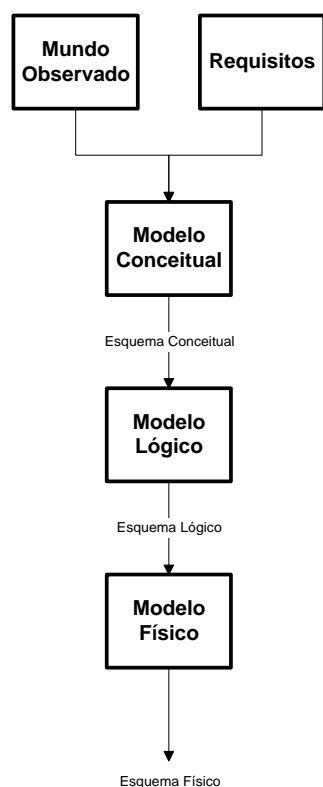 Mundo
Observado
Requisitos
Modelo
Conceitual
Esquema Conceitual
Modelo
Lógico
Esquema Lógico
Modelo
Físico
Esquema Físico